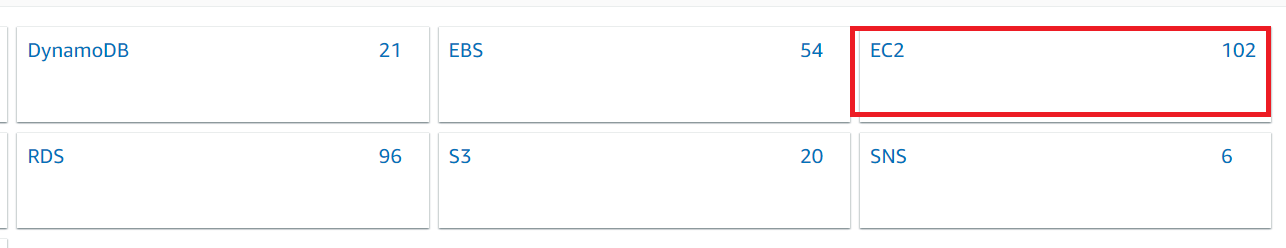 DynamoDB 21 EBS 54 EC2 102
RDS 96 S3 20 SNS 6